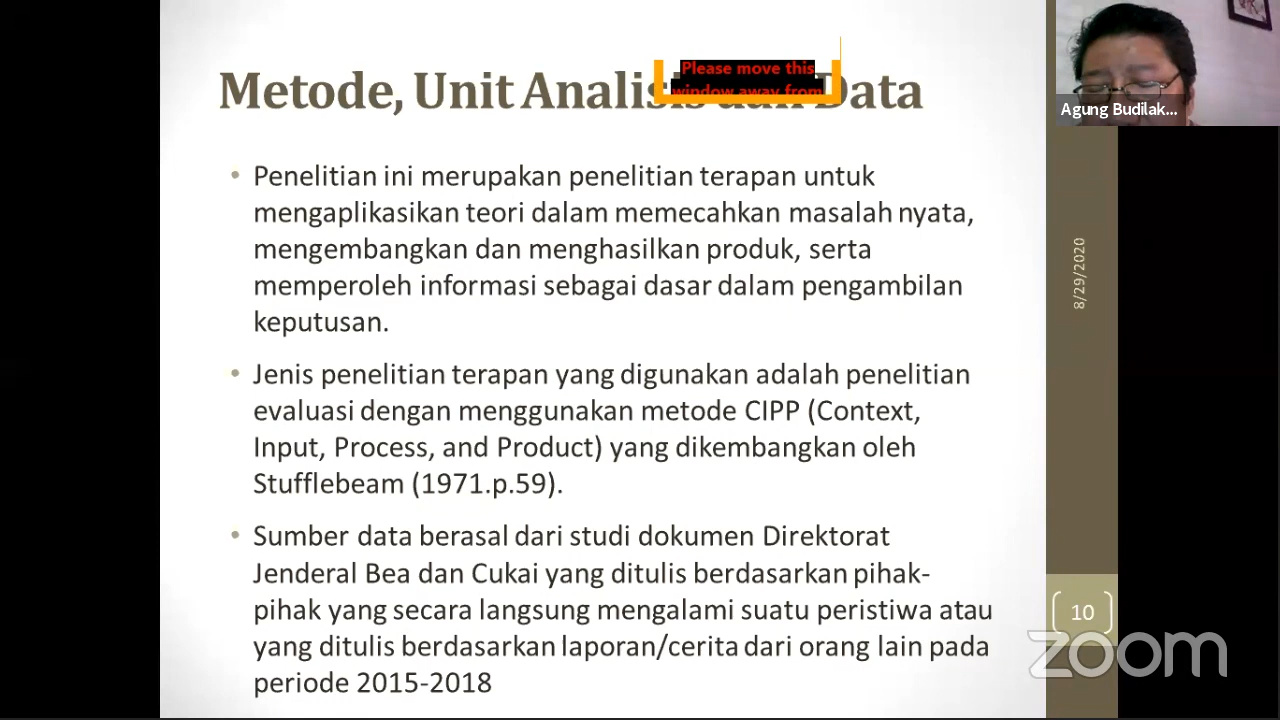 Please move this
window away from
Metode, Unit Analisis dan Data
Agung Budilak...
• Penelitian ini merupakan penelitian terapan untuk
mengaplikasikan teori dalam memecahkan masalah nyata,
mengembangkan dan menghasilkan produk, serta
memperoleh informasi sebagai dasar dalam pengambilan
keputusan.
8/29/2020
• Jenis penelitian terapan yang digunakan adalah penelitian
evaluasi dengan menggunakan metode CIPP (Context,
Input, Process, and Product) yang dikembangkan oleh
Stufflebeam (1971.p.59).
• Sumber data berasal dari studi dokumen Direktorat
Jenderal Bea dan Cukai yang ditulis berdasarkan pihak-
pihak yang secara langsung mengalami suatu peristiwa atau
yang ditulis berdasarkan laporan/cerita dari orang lain pada
periode 2015-2018
10
zoom